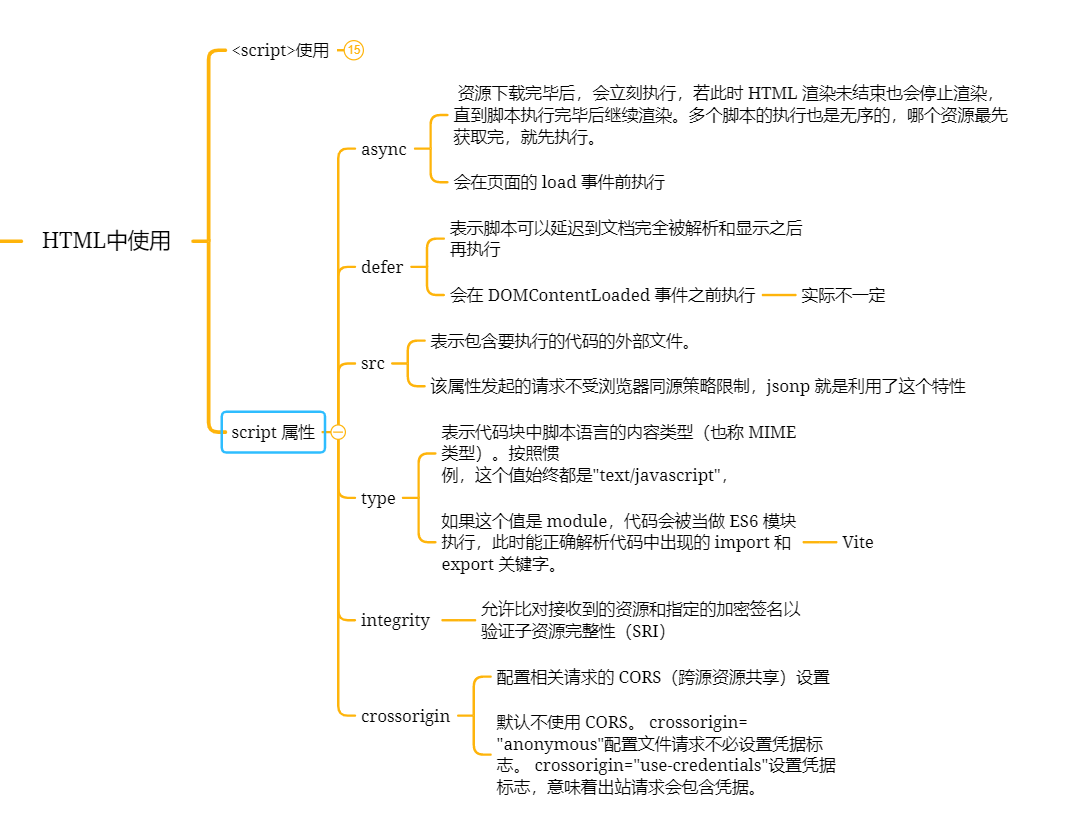 <script>使用
15
资源下载完毕后，会立刻执行，若此时 HTML 渲染未结束也会停止渲染，
直到脚本执行完毕后继续渲染。多个脚本的执行也是无序的，哪个资源最先
获取完，就先执行。
async
会在页面的 load 事件前执行
表示脚本可以延迟到文档完全被解析和显示之后
再执行
HTML中使用
defer
会在 DOMContentLoaded 事件之前执行
实际不一定
表示包含要执行的代码的外部文件。
src
该属性发起的请求不受浏览器同源策略限制，jsonp 就是利用了这个特性
script 属性
表示代码块中脚本语言的内容类型（也称 MIME
类型）。按照惯
例，这个值始终都是"text/javascript"，
type
如果这个值是 module，代码会被当做 ES6 模块
执行，此时能正确解析代码中出现的 import 和
export 关键字。
Vite
integrity
允许比对接收到的资源和指定的加密签名以
验证子资源完整性（SRI）
配置相关请求的 CORS（跨源资源共享）设置
crossorigin
默认不使用 CORS。 crossorigin=
"anonymous"配置文件请求不必设置凭据标
志。 crossorigin="use-credentials"设置凭据
标志，意味着出站请求会包含凭据。